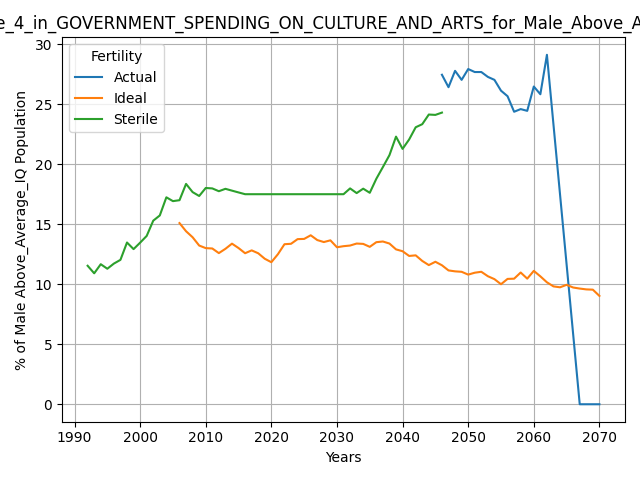 e_4_in_GOVERNMENT_SPENDING_ON_CULTURE_AND_ARTS_for_Male_Above_A
Fertility
Actual
Ideal
Sterile
% of Male Above_Average_IQ Population
30
25
20
15
10
5
0
1990 2000 2010 2020 2030 2040 2050 2060 2070
Years